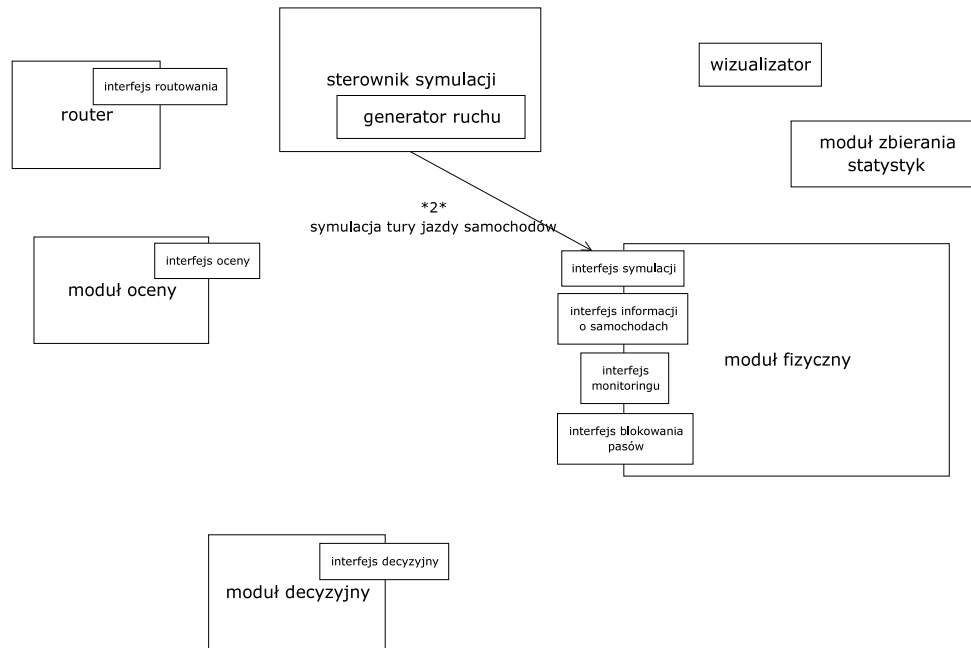 sterownik symulacji
generator ruchu
wizualizator
interfejs routowania
router
moduł zbierania
statystyk
*2*
symulacja tury jazdy samochodów
interfejs oceny
moduł oceny
interfejs symulacji
interfejs informacji
o samochodach
moduł fizyczny
interfejs
monitoringu
interfejs blokowania
pasów
interfejs decyzyjny
moduł decyzyjny